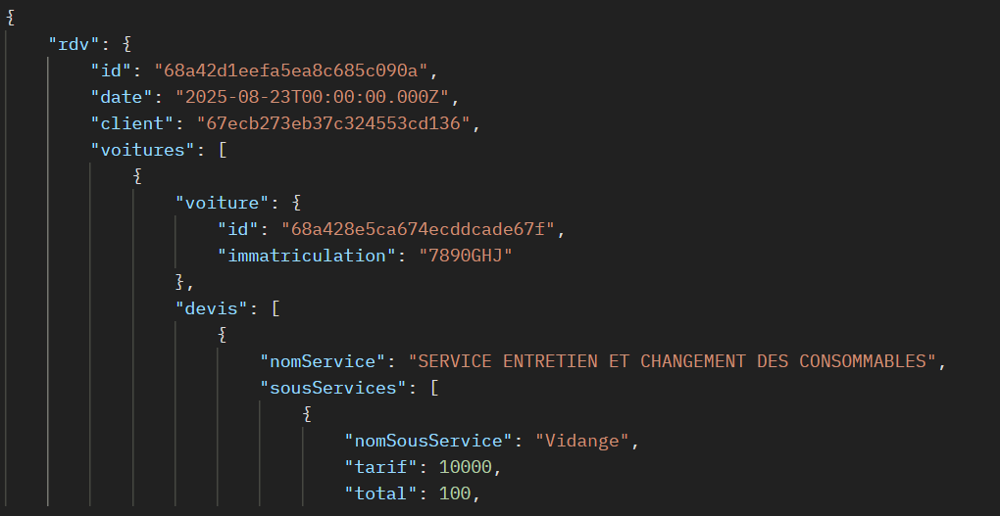 {
"rdv": {
"id": "68a42d1eefa5ea8c685c090a",
"date": "2025-08-23T00:00:00.000Z",
"client": "67ecb273eb37c324553cd136",
"voitures": [
{
"voiture": {
"id": "68a428e5ca674ecddcade67f",
"immatriculation": "7890GHJ"
},
"devis": [
{
"nomService": "SERVICE ENTRETIEN ET CHANGEMENT DES CONSOMMABLES",
"sousServices": [
{
"nomSousService": "Vidange",
"tarif": 10000,
"total": 100,